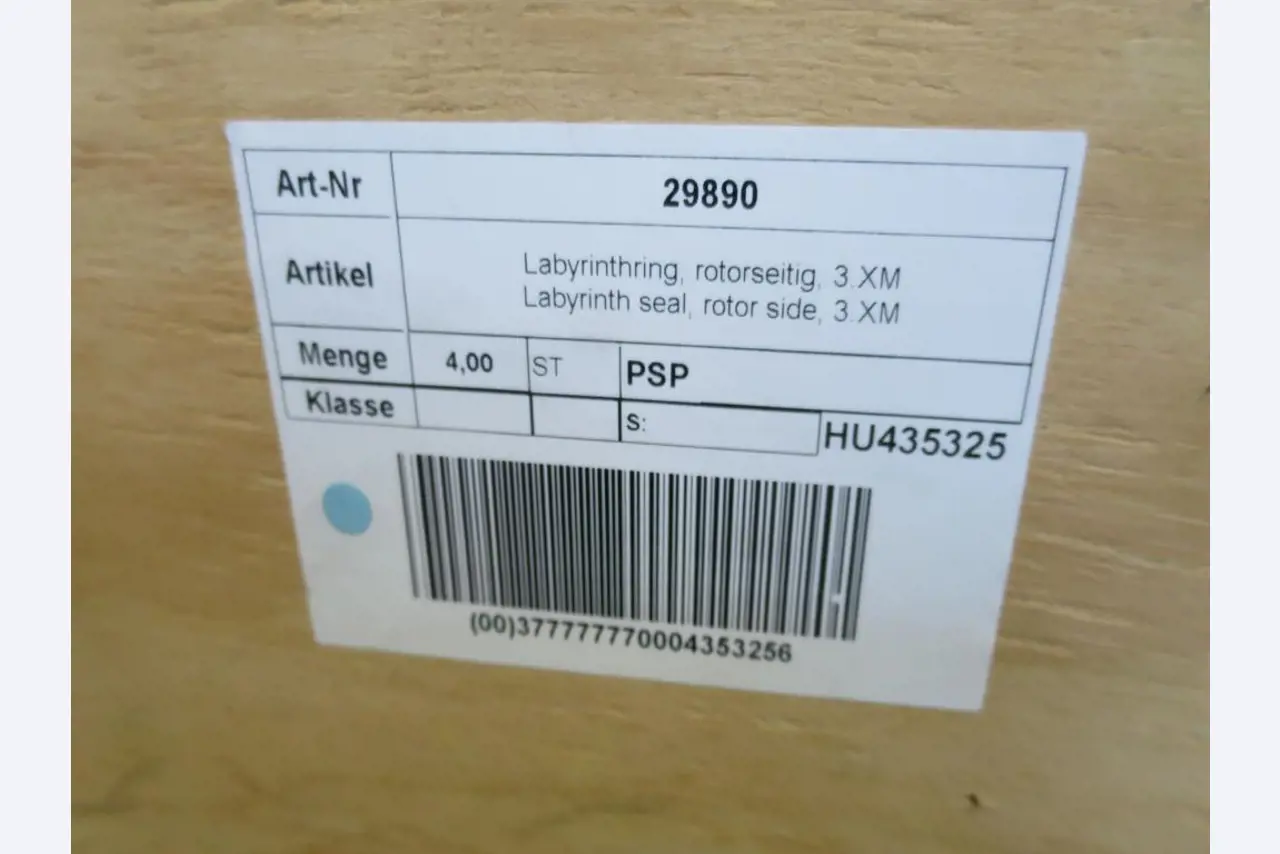 Art-Nr 29890
Artikel Labyrinthring, rotorseitig, 3.XM
Labyrinth seal, rotor side, 3.XM
Menge 4,00 ST PSP
Klasse S: HU435325
(00)377777770004353256